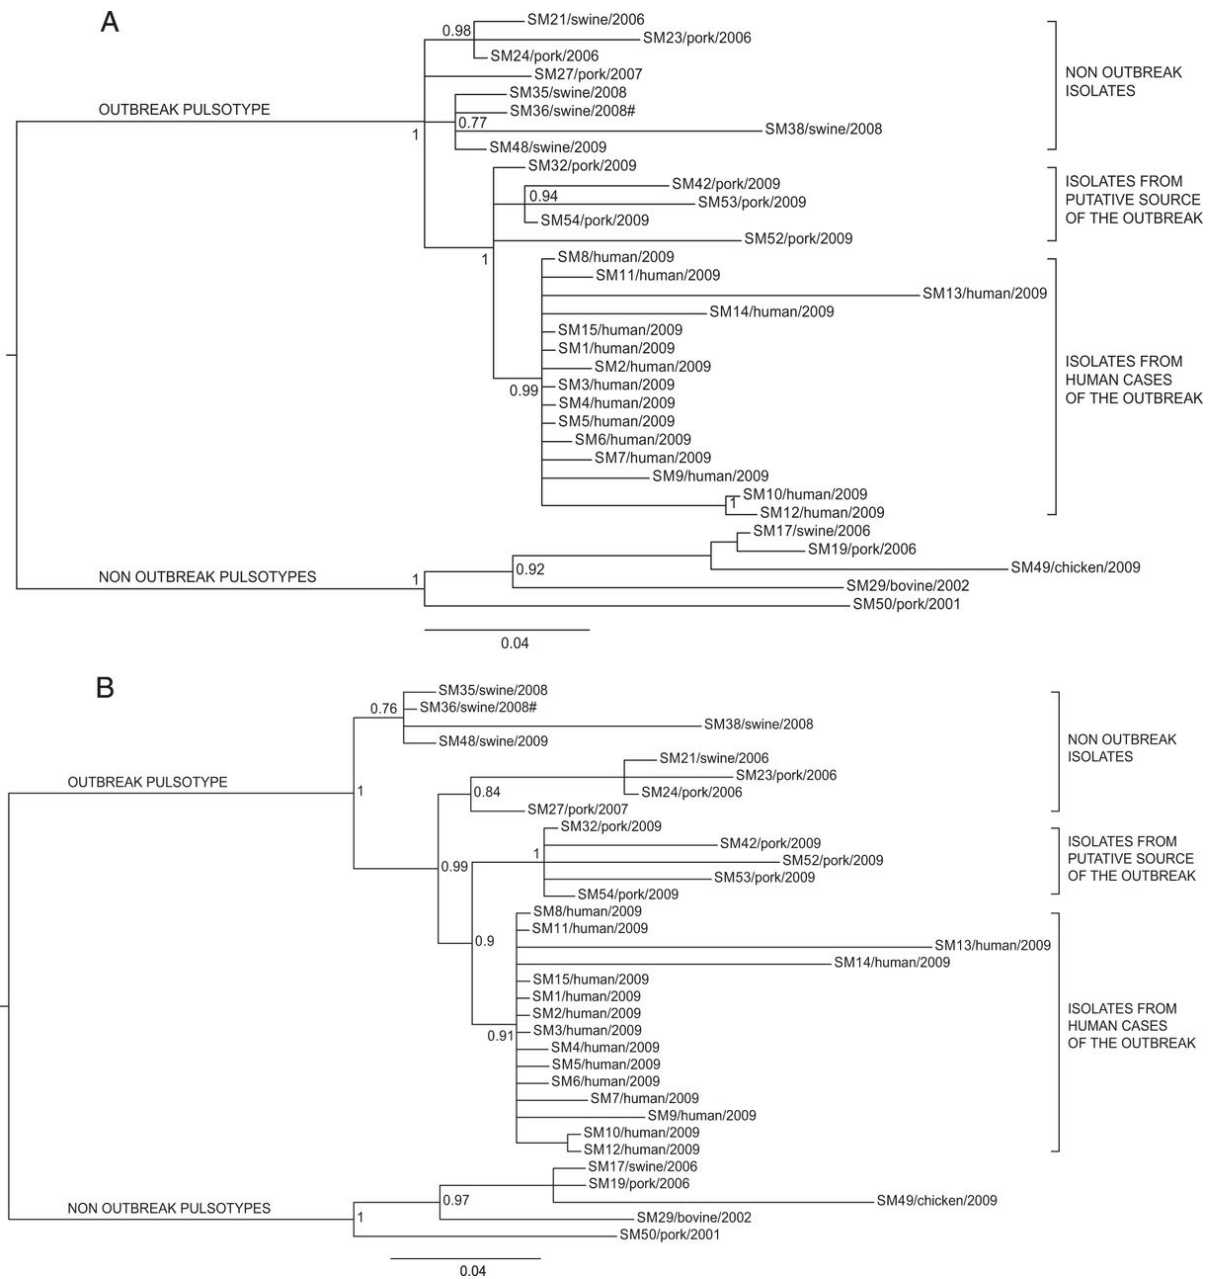 A
0.98
SM21/swine/2006
SM23/pork/2006
SM24/pork/2006
SM27/pork/2007
NON OUTBREAK
ISOLATES
OUTBREAK PULSOTYPE
1
SM35/swine/2008
SM36/swine/2008#
0.77
SM38/swine/2008
SM48/swine/2009
SM32/pork/2009
SM42/pork/2009
0.94
SM53/pork/2009
SM54/pork/2009
SM52/pork/2009
ISOLATES FROM
PUTATIVE SOURCE
OF THE OUTBREAK
1
SM8/human/2009
SM11/human/2009
SM13/human/2009
SM14/human/2009
SM15/human/2009
SM1/human/2009
SM2/human/2009
0.99
SM3/human/2009
SM4/human/2009
SM5/human/2009
SM6/human/2009
SM7/human/2009
SM9/human/2009
SM10/human/2009
1
SM12/human/2009
ISOLATES FROM
HUMAN CASES
OF THE OUTBREAK
SM17/swine/2006
SM19/pork/2006
SM49/chicken/2009
NON OUTBREAK PULSOTYPES
1
0.92
SM29/bovine/2002
SM50/pork/2001
0.04
B
SM35/swine/2008
0.76
SM36/swine/2008#
SM38/swine/2008
SM48/swine/2009
NON OUTBREAK
ISOLATES
SM21/swine/2006
SM23/pork/2006
OUTBREAK PULSOTYPE
1
0.84
SM24/pork/2006
SM27/pork/2007
SM32/pork/2009
SM42/pork/2009
1
SM52/pork/2009
0.99
SM53/pork/2009
SM54/pork/2009
ISOLATES FROM
PUTATIVE SOURCE
OF THE OUTBREAK
SM8/human/2009
SM11/human/2009
0.9
SM13/human/2009
SM14/human/2009
SM15/human/2009
SM1/human/2009
SM2/human/2009
0.91
SM3/human/2009
SM4/human/2009
SM5/human/2009
SM6/human/2009
SM7/human/2009
SM9/human/2009
SM10/human/2009
SM12/human/2009
ISOLATES FROM
HUMAN CASES
OF THE OUTBREAK
SM17/swine/2006
SM19/pork/2006
0.97
SM49/chicken/2009
NON OUTBREAK PULSOTYPES
1
SM29/bovine/2002
SM50/pork/2001
0.04